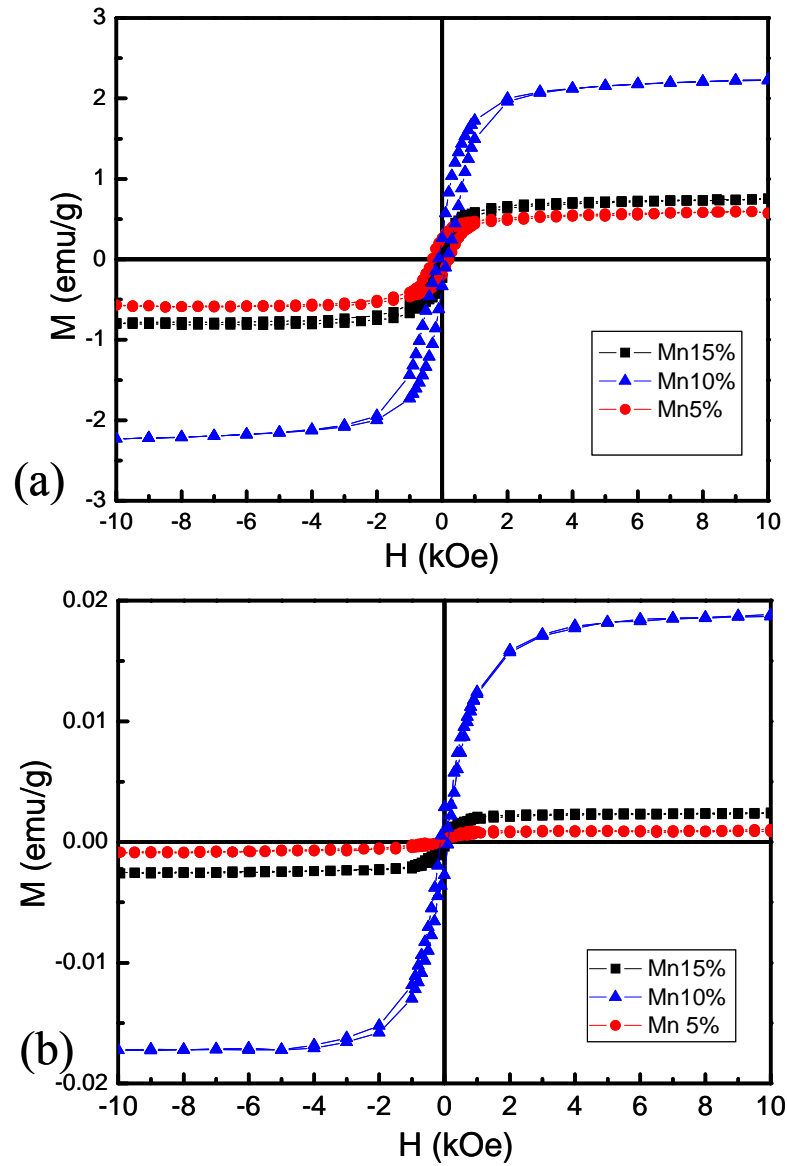 3
2
1
0
-1
-2
-3
M (emu/g)
-10 -8 -6 -4 -2 0 2 4 6 8 10
H (kOe)
Mn15%
Mn10%
Mn5%
(a)
0.02
0.01
0.00
-0.01
-0.02
M (emu/g)
-10 -8 -6 -4 -2 0 2 4 6 8 10
H (kOe)
Mn15%
Mn10%
Mn 5%
(b)